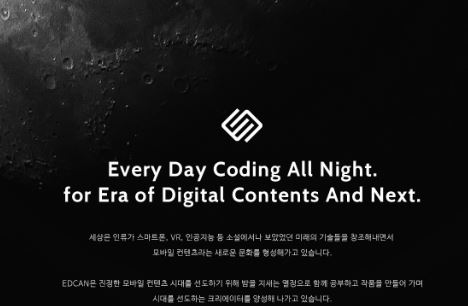 Every Day Coding All Night.
for Era of Digital Contents And Next.
세상은 인류가 스마트폰, VR, 인공지능 등 소설에서나 보았었던 미래의 기술들을 창조해내면서
모바일 컨텐츠라는 새로운 문화를 형성해가고 있습니다.
EDCAN은 진정한 모바일 컨텐츠 시대를 선도하기 위해 밤을 지새는 열정으로 함께 공부하고 작품을 만들어 가며
시대를 선도하는 크리에이터를 양성해 나가고 있습니다.